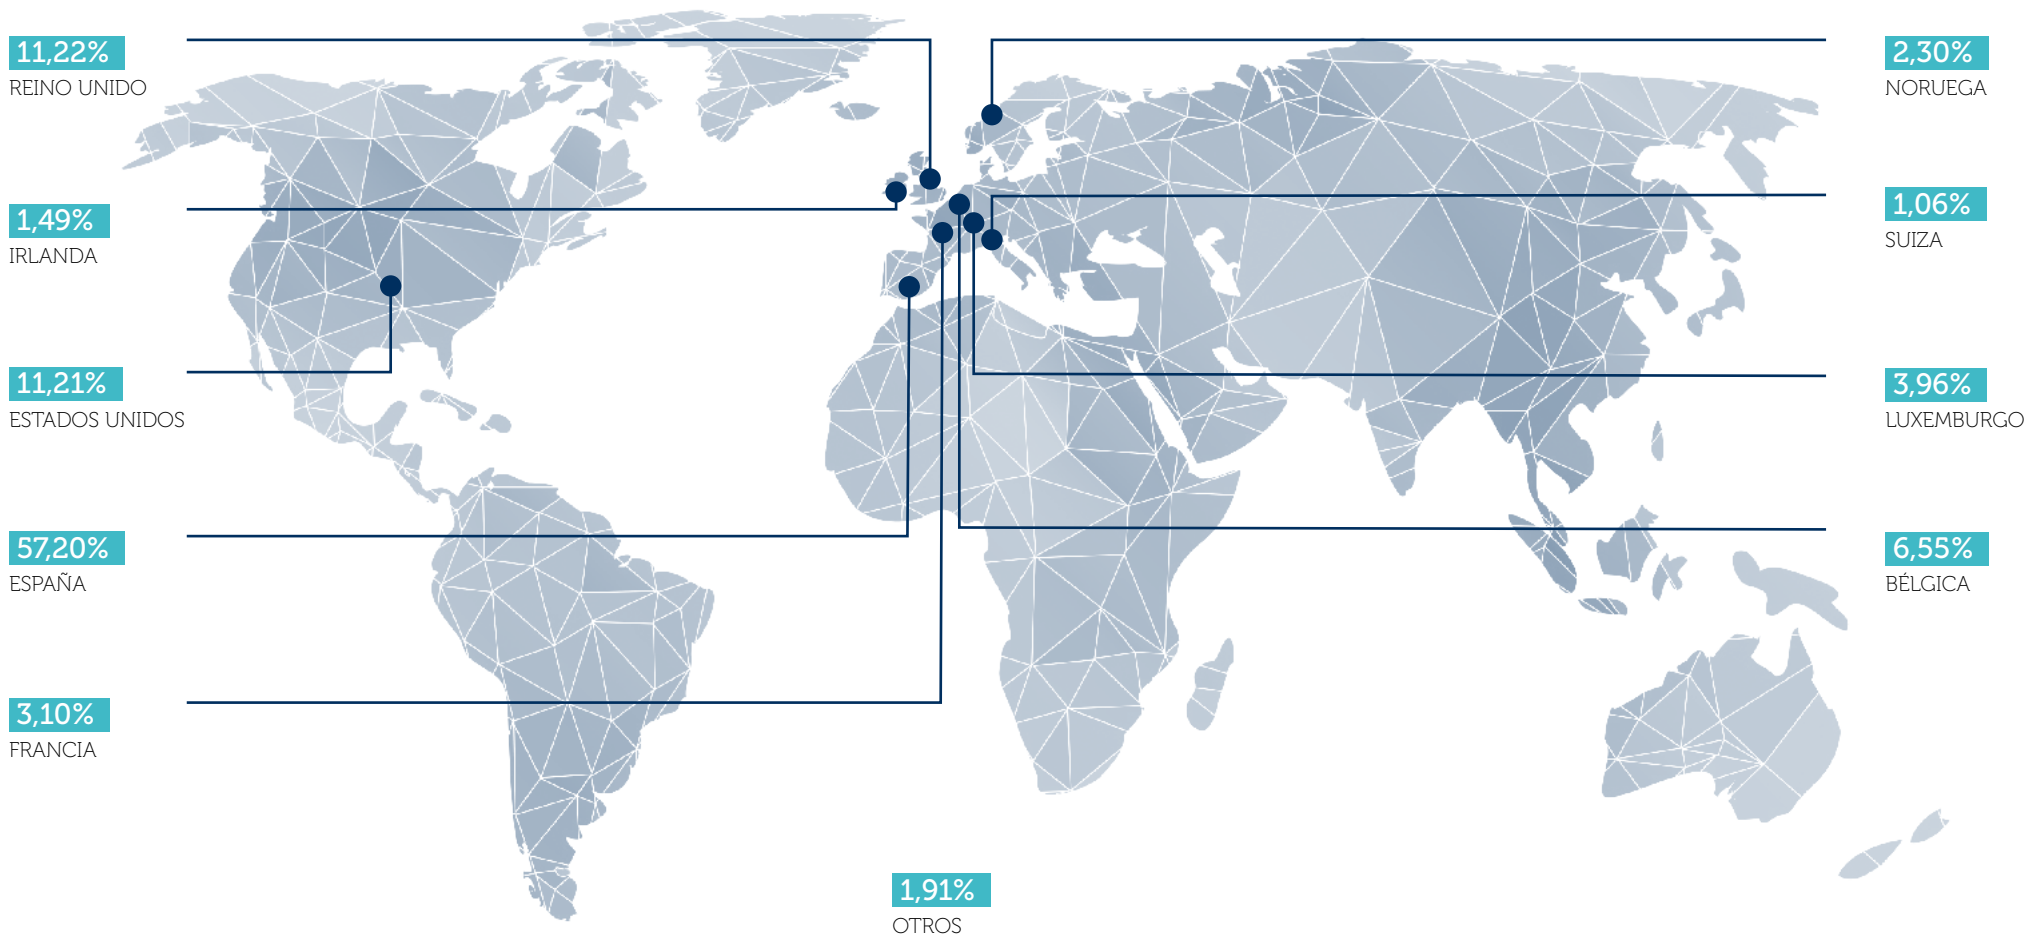 11,22%
REINO UNIDO
1,49%
IRLANDA
11,21%
ESTADOS UNIDOS
57,20%
ESPAÑA
3,10%
FRANCIA
2,30%
NORUEGA
1,06%
SUIZA
3,96%
LUXEMBURGO
6,55%
BÉLGICA
1,91%
OTROS